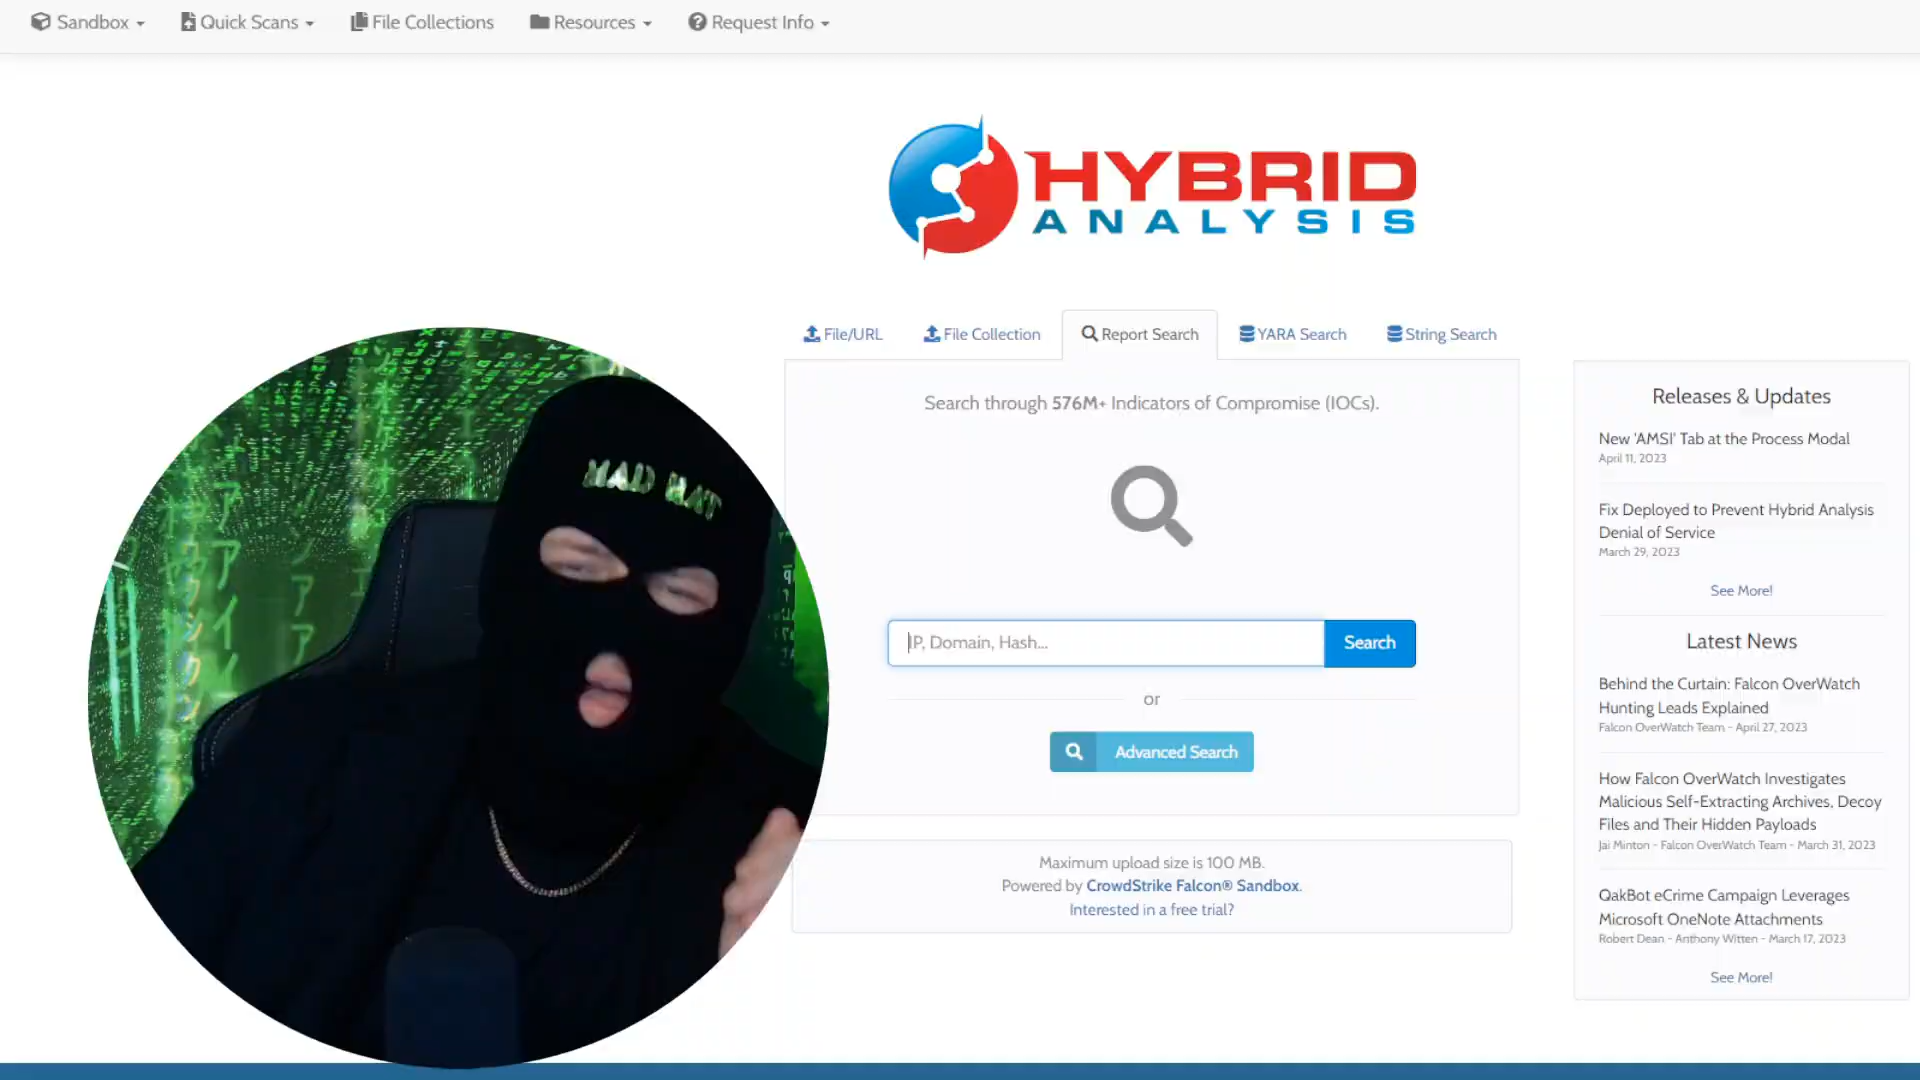 Sandbox
Quick Scans
File Collections
Resources
Request Info
HYBRID
ANALYSIS
File/URL
File Collection
Report Search
YARA Search
String Search
Search through 576M+ Indicators of Compromise (IOCs).
IP, Domain, Hash...
Search
or
Advanced Search
Maximum upload size is 100 MB.
Powered by CrowdStrike Falcon® Sandbox.
Interested in a free trial?
Releases & Updates
New 'AMSI' Tab at the Process Modal
April 11, 2023
Fix Deployed to Prevent Hybrid Analysis
Denial of Service
March 29, 2023
See More!
Latest News
Behind the Curtain: Falcon OverWatch
Hunting Leads Explained
Falcon OverWatch Team - April 27, 2023
How Falcon OverWatch Investigates
Malicious Self-Extracting Archives, Decoy
Files and Their Hidden Payloads
Jai Minton - Falcon OverWatch Team - March 31, 2023
QakBot eCrime Campaign Leverages
Microsoft OneNote Attachments
Robert Dean - Anthony Witten - March 17, 2023
See More!
MAD HAT